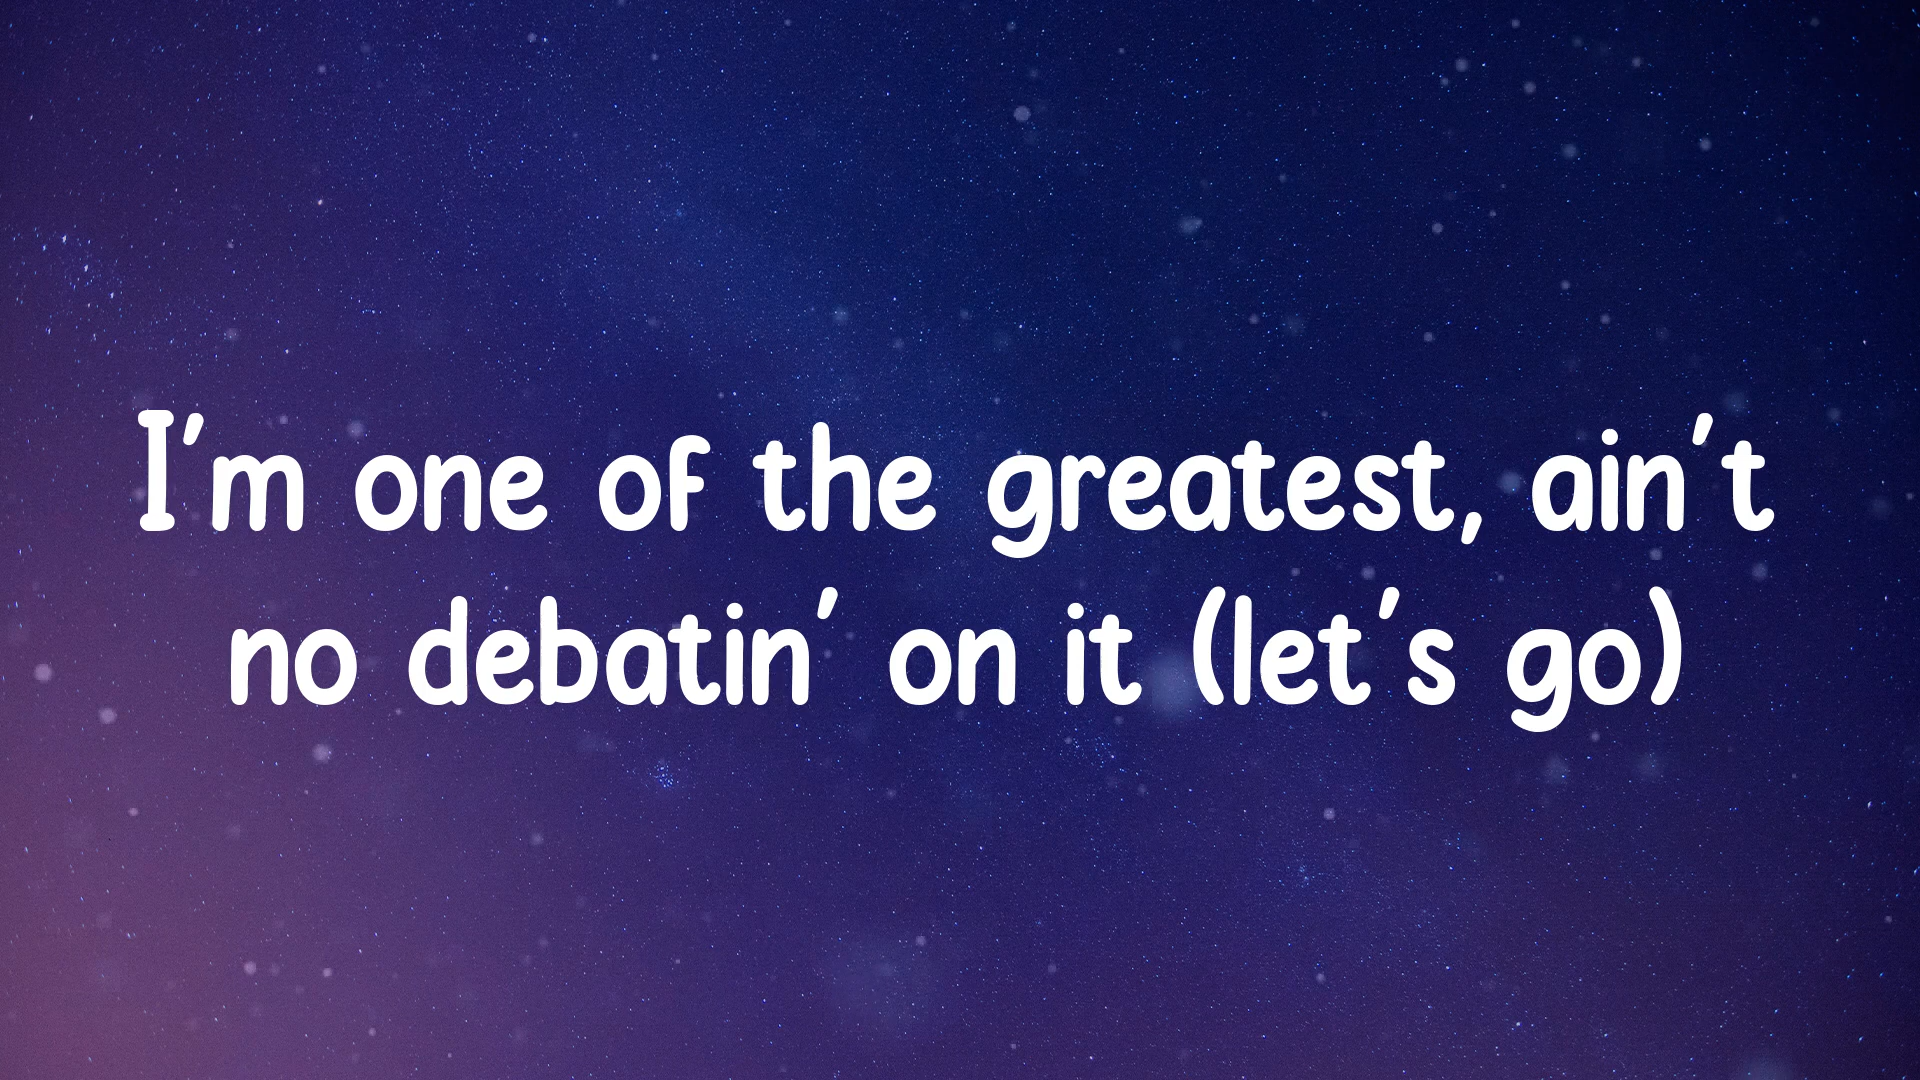 I'm one of the greatest, ain't
no debatin' on it (let's go)